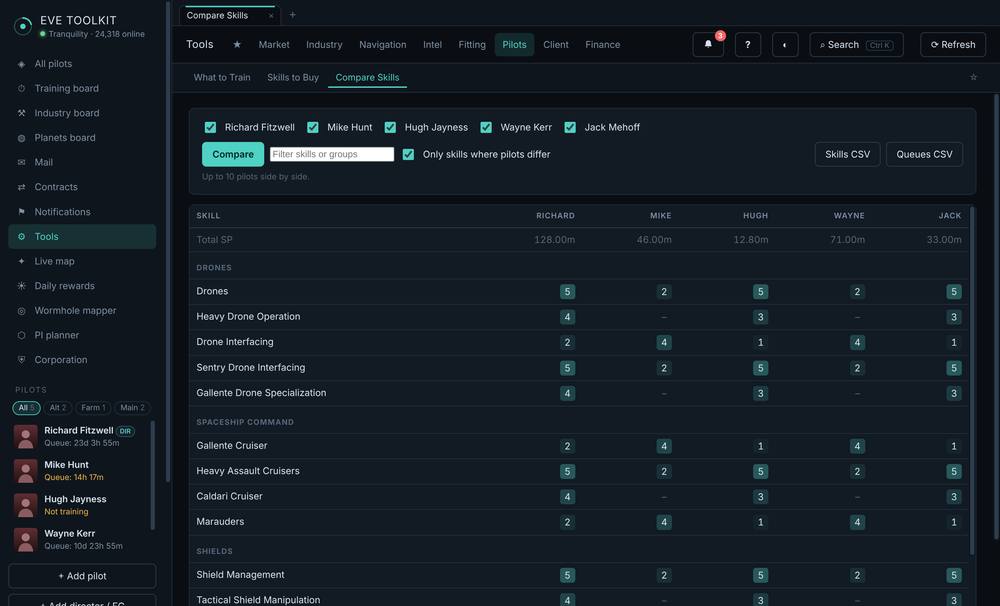 EVE TOOLKIT
Tranquility · 24,318 online
All pilots
Training board
Industry board
Planets board
Mail
Contracts
Notifications
Tools
Live map
Daily rewards
Wormhole mapper
PI planner
Corporation
PILOTS
All 5 Alt 2 Farm 1 Main 2
Richard Fitzwell DIR
Queue: 23d 3h 55m
Mike Hunt
Queue: 14h 17m
Hugh Jayness
Not training
Wayne Kerr
Queue: 10d 23h 55m
+ Add pilot
+ Add director / FC
Compare Skills × +
Tools ★ Market Industry Navigation Intel Fitting Pilots Client Finance 3 ? Search Ctrl K Refresh
What to Train Skills to Buy Compare Skills
Richard Fitzwell Mike Hunt Hugh Jayness Wayne Kerr Jack Mehoff
Compare Filter skills or groups Only skills where pilots differ Skills CSV Queues CSV
Up to 10 pilots side by side.
SKILL RICHARD MIKE HUGH WAYNE JACK
Total SP 128.00m 46.00m 12.80m 71.00m 33.00m
DRONES
Drones 5 2 5 2 5
Heavy Drone Operation 4 – 3 – 3
Drone Interfacing 2 4 1 4 1
Sentry Drone Interfacing 5 2 5 2 5
Gallente Drone Specialization 4 – 3 – 3
SPACESHIP COMMAND
Gallente Cruiser 2 4 1 4 1
Heavy Assault Cruisers 5 2 5 2 5
Caldari Cruiser 4 – 3 – 3
Marauders 2 4 1 4 1
SHIELDS
Shield Management 5 2 5 2 5
Tactical Shield Manipulation 4 – 3 – 3